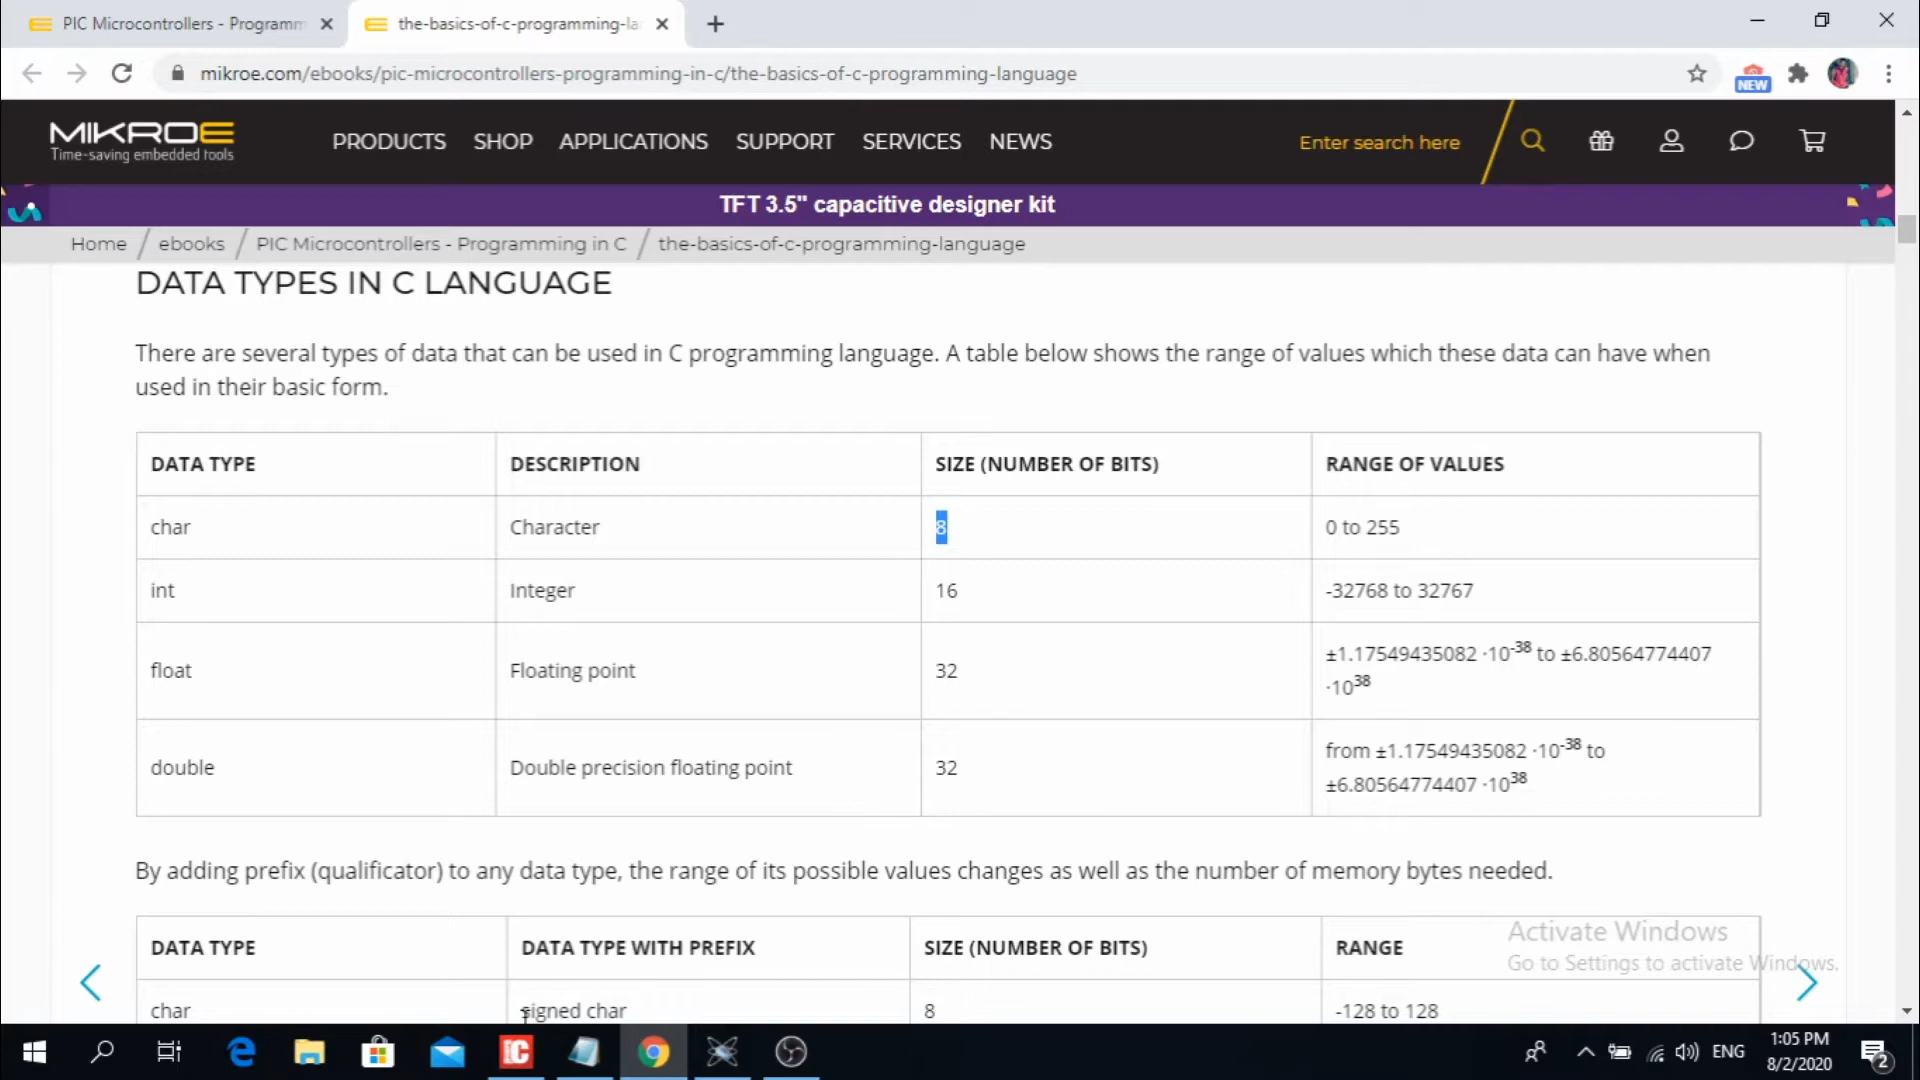 PIC Microcontrollers - Programm
the-basics-of-c-programming-la
mikroe.com/ebooks/pic-microcontrollers-programming-in-c/the-basics-of-c-programming-language
NEW
MIKROE
Time-saving embedded tools
PRODUCTS SHOP APPLICATIONS SUPPORT SERVICES NEWS
Enter search here
TFT 3.5" capacitive designer kit
Home / ebooks / PIC Microcontrollers - Programming in C / the-basics-of-c-programming-language
DATA TYPES IN C LANGUAGE
There are several types of data that can be used in C programming language. A table below shows the range of values which these data can have when
used in their basic form.
DATA TYPE DESCRIPTION SIZE (NUMBER OF BITS) RANGE OF VALUES
char Character 8 0 to 255
int Integer 16 -32768 to 32767
float Floating point 32 ±1.17549435082 ·10⁻³⁸ to ±6.80564774407
·10³⁸
double Double precision floating point 32 from ±1.17549435082 ·10⁻³⁸ to
±6.80564774407 ·10³⁸
By adding prefix (qualificator) to any data type, the range of its possible values changes as well as the number of memory bytes needed.
DATA TYPE DATA TYPE WITH PREFIX SIZE (NUMBER OF BITS) RANGE
char signed char 8 -128 to 128
Activate Windows
Go to Settings to activate Windows.
ENG
1:05 PM
8/2/2020
2